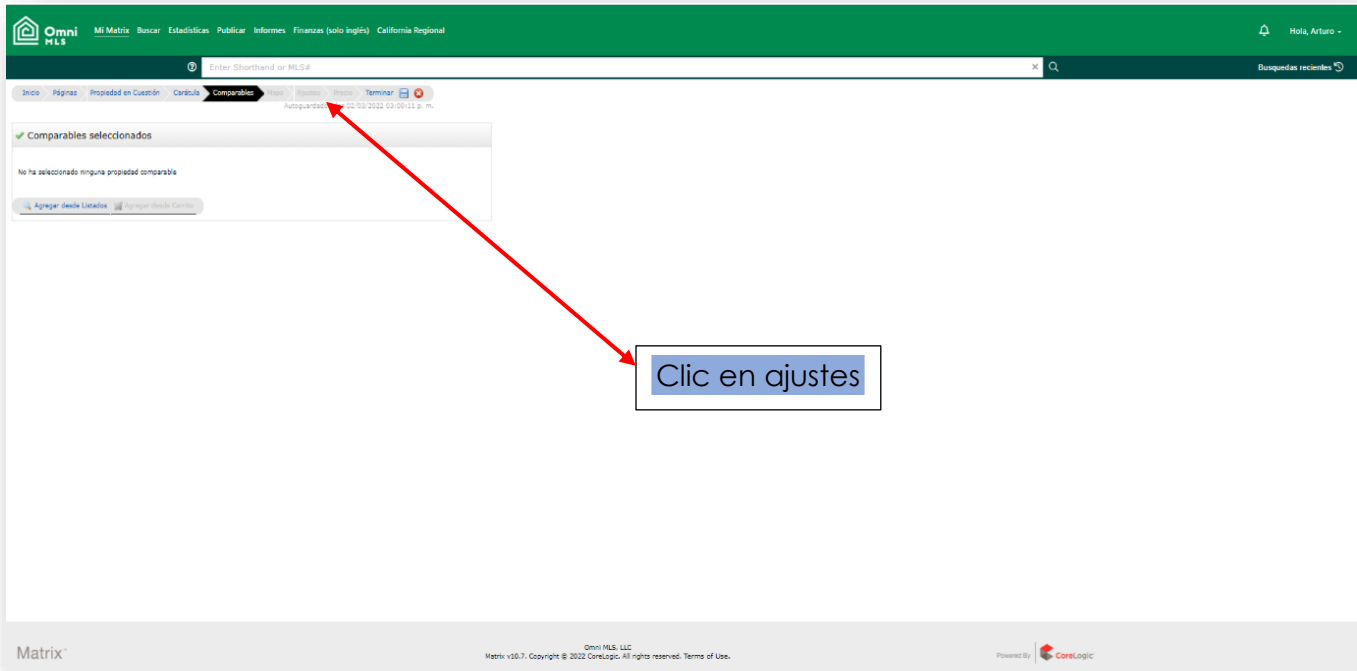 Omni
MLS
Mi Matrix Buscar Estadísticas Publicar Informes Finanzas (solo inglés) California Regional
Hola, Arturo
Enter Shorthand or MLS#
Busquedas recientes
Inicio Páginas Propiedad en Cuestión Carátula Comparables Mapa Ajustes Precio Terminar
02/03/2022 03:00:11 p. m.
Comparables seleccionados
No ha seleccionado ninguna propiedad comparable
Agregar desde Listados Agregar desde Carrito
Clic en ajustes
Matrix™
Omni MLS, LLC
Matrix v10.7. Copyright © 2022 CoreLogic. All rights reserved. Terms of Use.
Powered By CoreLogic